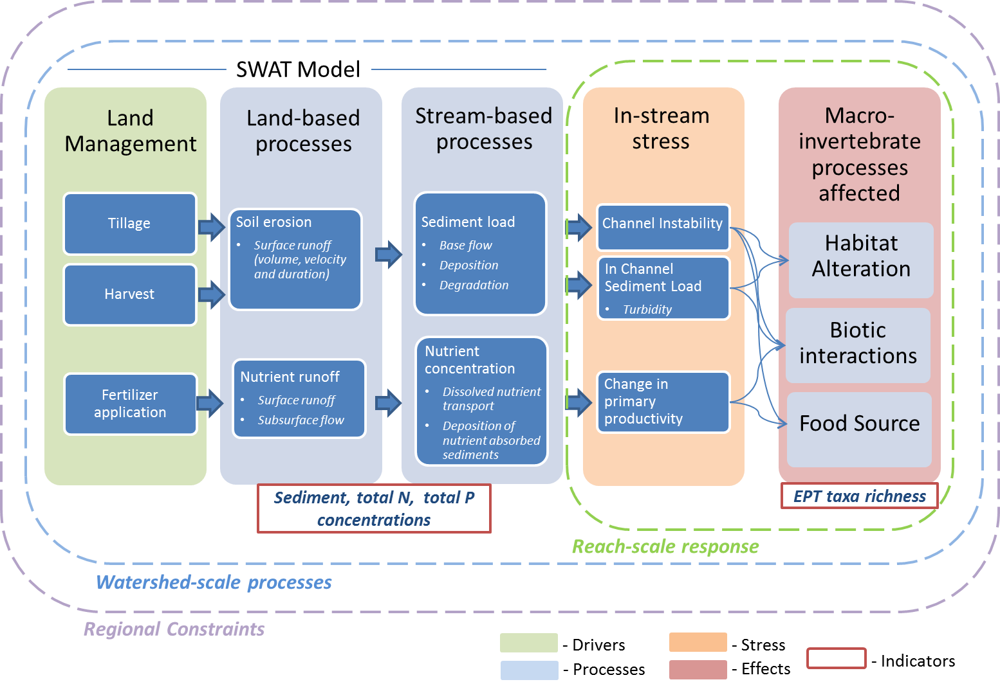 SWAT Model
Land
Management
Tillage
Harvest
Fertilizer
application
Land-based
processes
Soil erosion
• Surface runoff
(volume, velocity
and duration)
Nutrient runoff
• Surface runoff
• Subsurface flow
Stream-based
processes
Sediment load
• Base flow
• Deposition
• Degradation
Nutrient
concentration
• Dissolved nutrient
transport
• Deposition of
nutrient absorbed
sediments
Sediment, total N, total P
concentrations
In-stream
stress
Channel Instability
In Channel
Sediment Load
• Turbidity
Change in
primary
productivity
Macro-
invertebrate
processes
affected
Habitat
Alteration
Biotic
interactions
Food Source
EPT taxa richness
Reach-scale response
Watershed-scale processes
Regional Constraints
- Drivers
- Processes
- Stress
- Effects
- Indicators